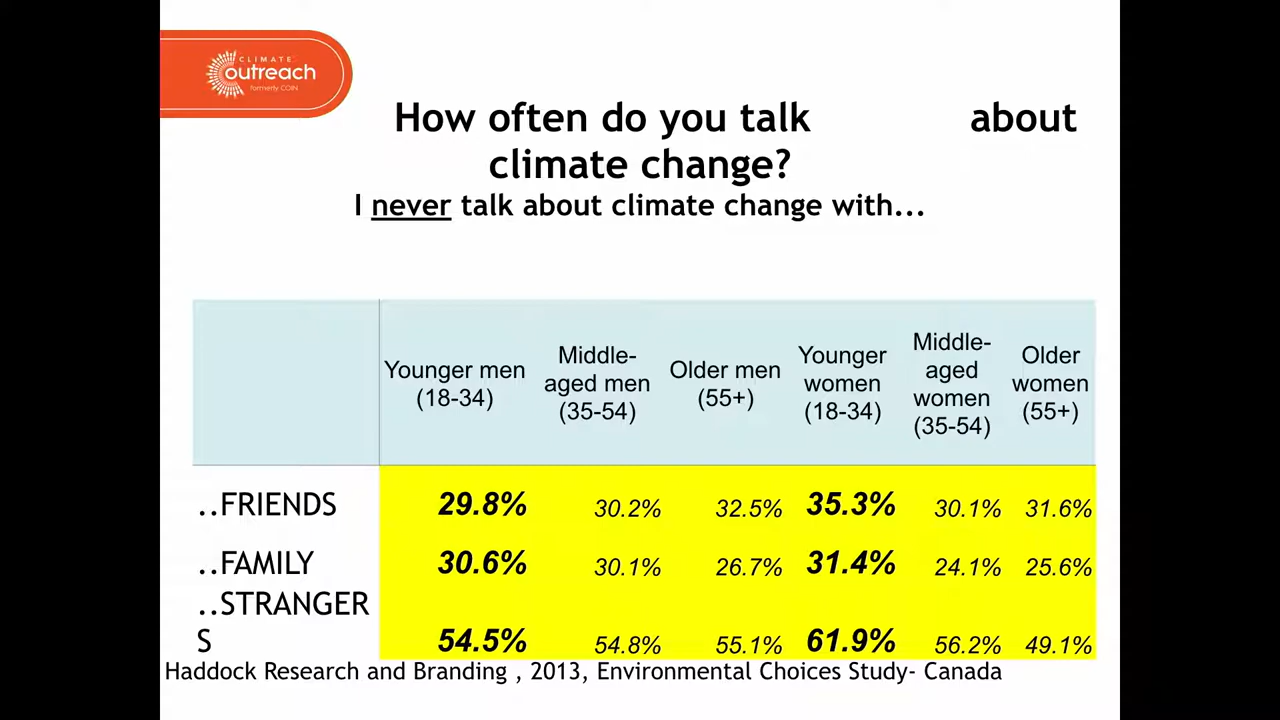 CLIMATE
outreach
formerly COIN
How often do you talk about
climate change?
I never talk about climate change with...
Younger men (18-34) Middle-aged men (35-54) Older men (55+) Younger women (18-34) Middle-aged women (35-54) Older women (55+)
..FRIENDS 29.8% 30.2% 32.5% 35.3% 30.1% 31.6%
..FAMILY 30.6% 30.1% 26.7% 31.4% 24.1% 25.6%
..STRANGERS 54.5% 54.8% 55.1% 61.9% 56.2% 49.1%
Haddock Research and Branding , 2013, Environmental Choices Study- Canada